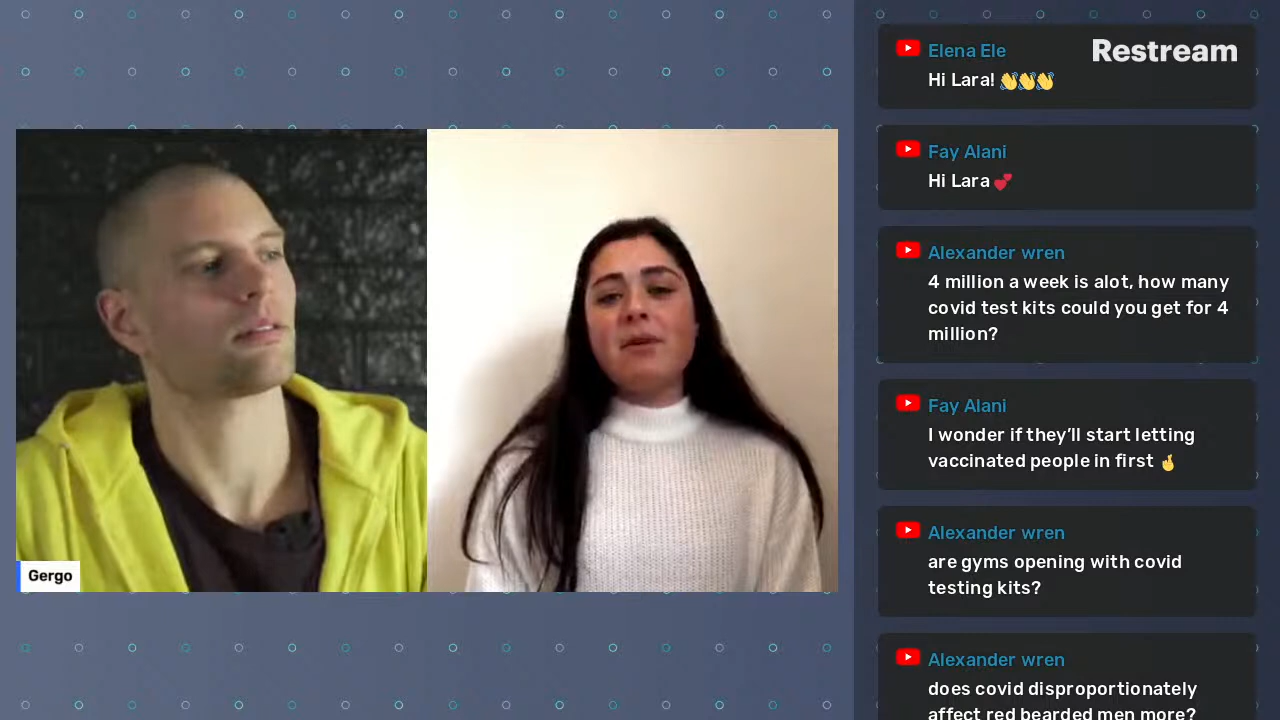 Gergo
Restream
Elena Ele
Hi Lara! 👋👋👋
Fay Alani
Hi Lara 💕
Alexander wren
4 million a week is alot, how many
covid test kits could you get for 4
million?
Fay Alani
I wonder if they’ll start letting
vaccinated people in first 🤞
Alexander wren
are gyms opening with covid
testing kits?
Alexander wren
does covid disproportionately
affect red bearded men more?